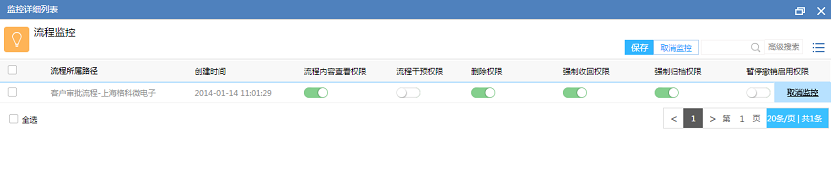 监控详细列表
流程监控
保存 取消监控 高级搜索
流程所属路径 创建时间 流程内容查看权限 流程干预权限 删除权限 强制收回权限 强制归档权限 暂停撤销启用权限
客户审批流程-上海格科微电子 2014-01-14 11:01:29 取消监控
全选
< 1 > 第 1 页 20条/页 | 共1条